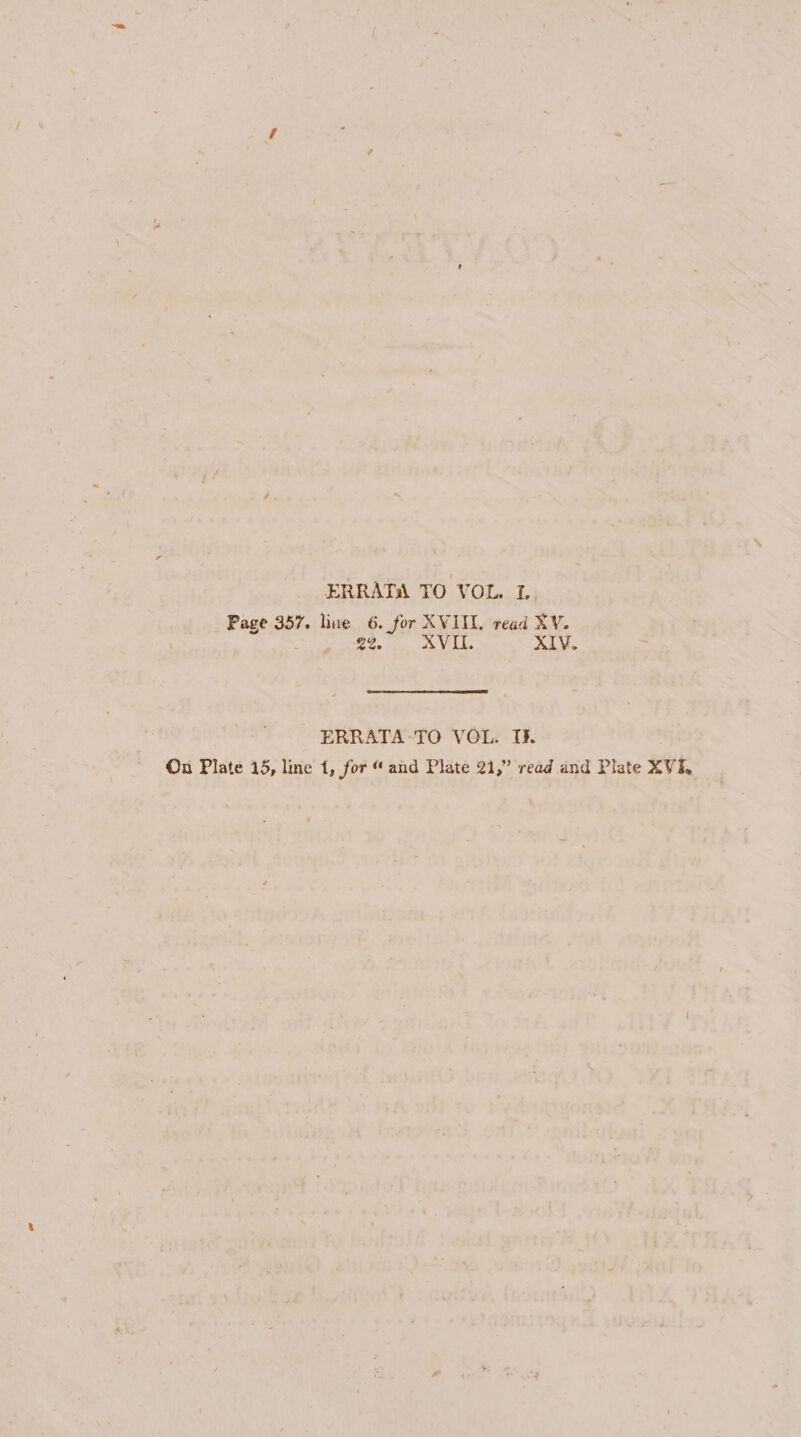 ERRATA TO VOL. I.
Page 357. line 6. for XVIII. read XV.
22. XVII. XIV.
ERRATA TO VOL. II.
On Plate 15, line 1, for “ and Plate 21,” read and Plate XVI.